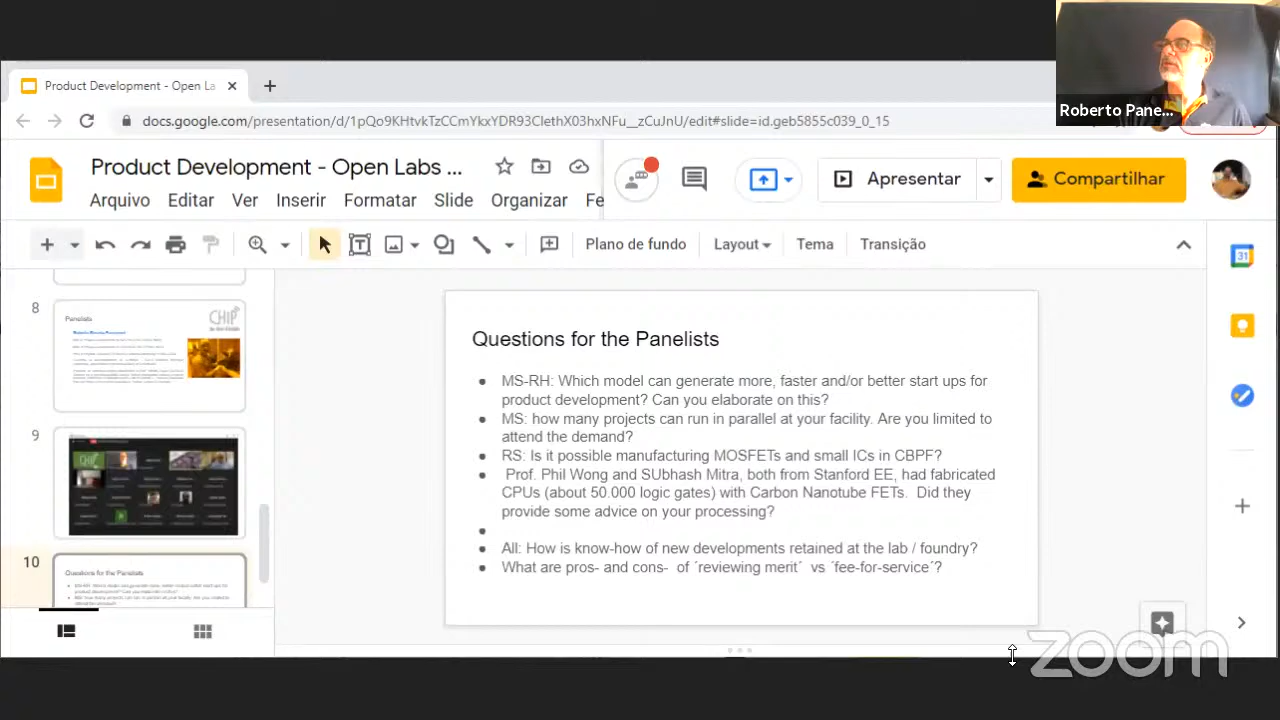 Product Development - Open La
Roberto Pane...
docs.google.com/presentation/d/1pQo9KHtvkTzCCmYkxYDR93ClethX03hxNFu__zCuJnU/edit#slide=id.geb5855c039_0_15
Product Development - Open Labs ...
Arquivo Editar Ver Inserir Formatar Slide Organizar Fe
Apresentar
Compartilhar
Plano de fundo Layout Tema Transição
31
8
Panelists
CHIP
9
CHIP
10
Questions for the Panelists
Questions for the Panelists
MS-RH: Which model can generate more, faster and/or better start ups for
product development? Can you elaborate on this?
MS: how many projects can run in parallel at your facility. Are you limited to
attend the demand?
RS: Is it possible manufacturing MOSFETs and small ICs in CBPF?
Prof. Phil Wong and SUbhash Mitra, both from Stanford EE, had fabricated
CPUs (about 50.000 logic gates) with Carbon Nanotube FETs. Did they
provide some advice on your processing?
All: How is know-how of new developments retained at the lab / foundry?
What are pros- and cons- of ´reviewing merit´ vs ´fee-for-service´?
zoom